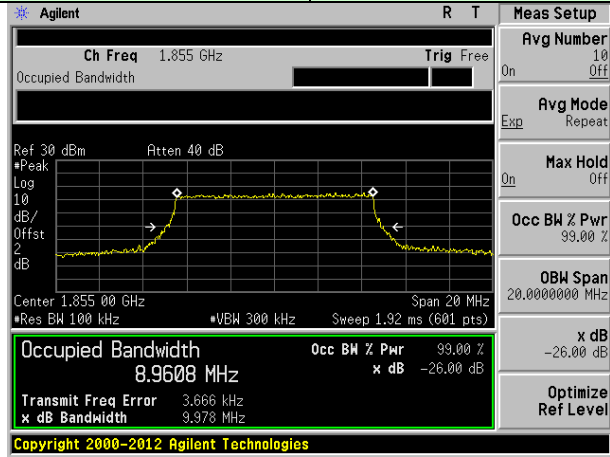 Agilent R T
Ch Freq 1.855 GHz Trig Free
Occupied Bandwidth
Ref 30 dBm Atten 40 dB
#Peak
Log
10
dB/
Offst
2
dB
Center 1.855 00 GHz Span 20 MHz
#Res BW 100 kHz #VBW 300 kHz Sweep 1.92 ms (601 pts)
Occupied Bandwidth
8.9608 MHz
Occ BW % Pwr 99.00 %
x dB -26.00 dB
Transmit Freq Error 3.666 kHz
x dB Bandwidth 9.978 MHz
Copyright 2000-2012 Agilent Technologies
Meas Setup
Avg Number
10
On Off
Avg Mode
Exp Repeat
Max Hold
On Off
Occ BW % Pwr
99.00 %
OBW Span
20.0000000 MHz
x dB
-26.00 dB
Optimize
Ref Level